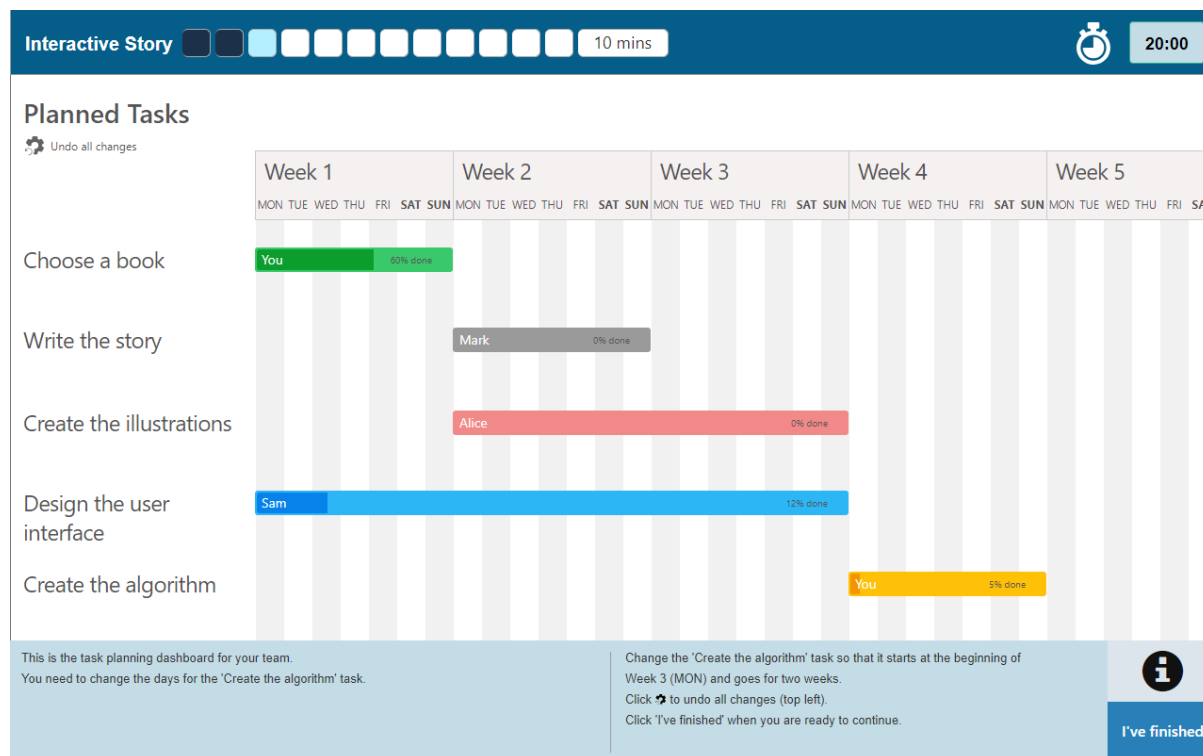 Interactive Story 10 mins 20:00
Planned Tasks
Undo all changes
Week 1 Week 2 Week 3 Week 4 Week 5
MON TUE WED THU FRI SAT SUN MON TUE WED THU FRI SAT SUN MON TUE WED THU FRI SAT SUN MON TUE WED THU FRI SAT SUN MON TUE WED THU FRI SA
Choose a book You 60% done
Write the story Mark 0% done
Create the illustrations Alice 0% done
Design the user Sam 12% done
interface
Create the algorithm You 5% done
This is the task planning dashboard for your team.
You need to change the days for the 'Create the algorithm' task.
Change the 'Create the algorithm' task so that it starts at the beginning of
Week 3 (MON) and goes for two weeks.
Click to undo all changes (top left).
Click 'I've finished' when you are ready to continue.
I've finished